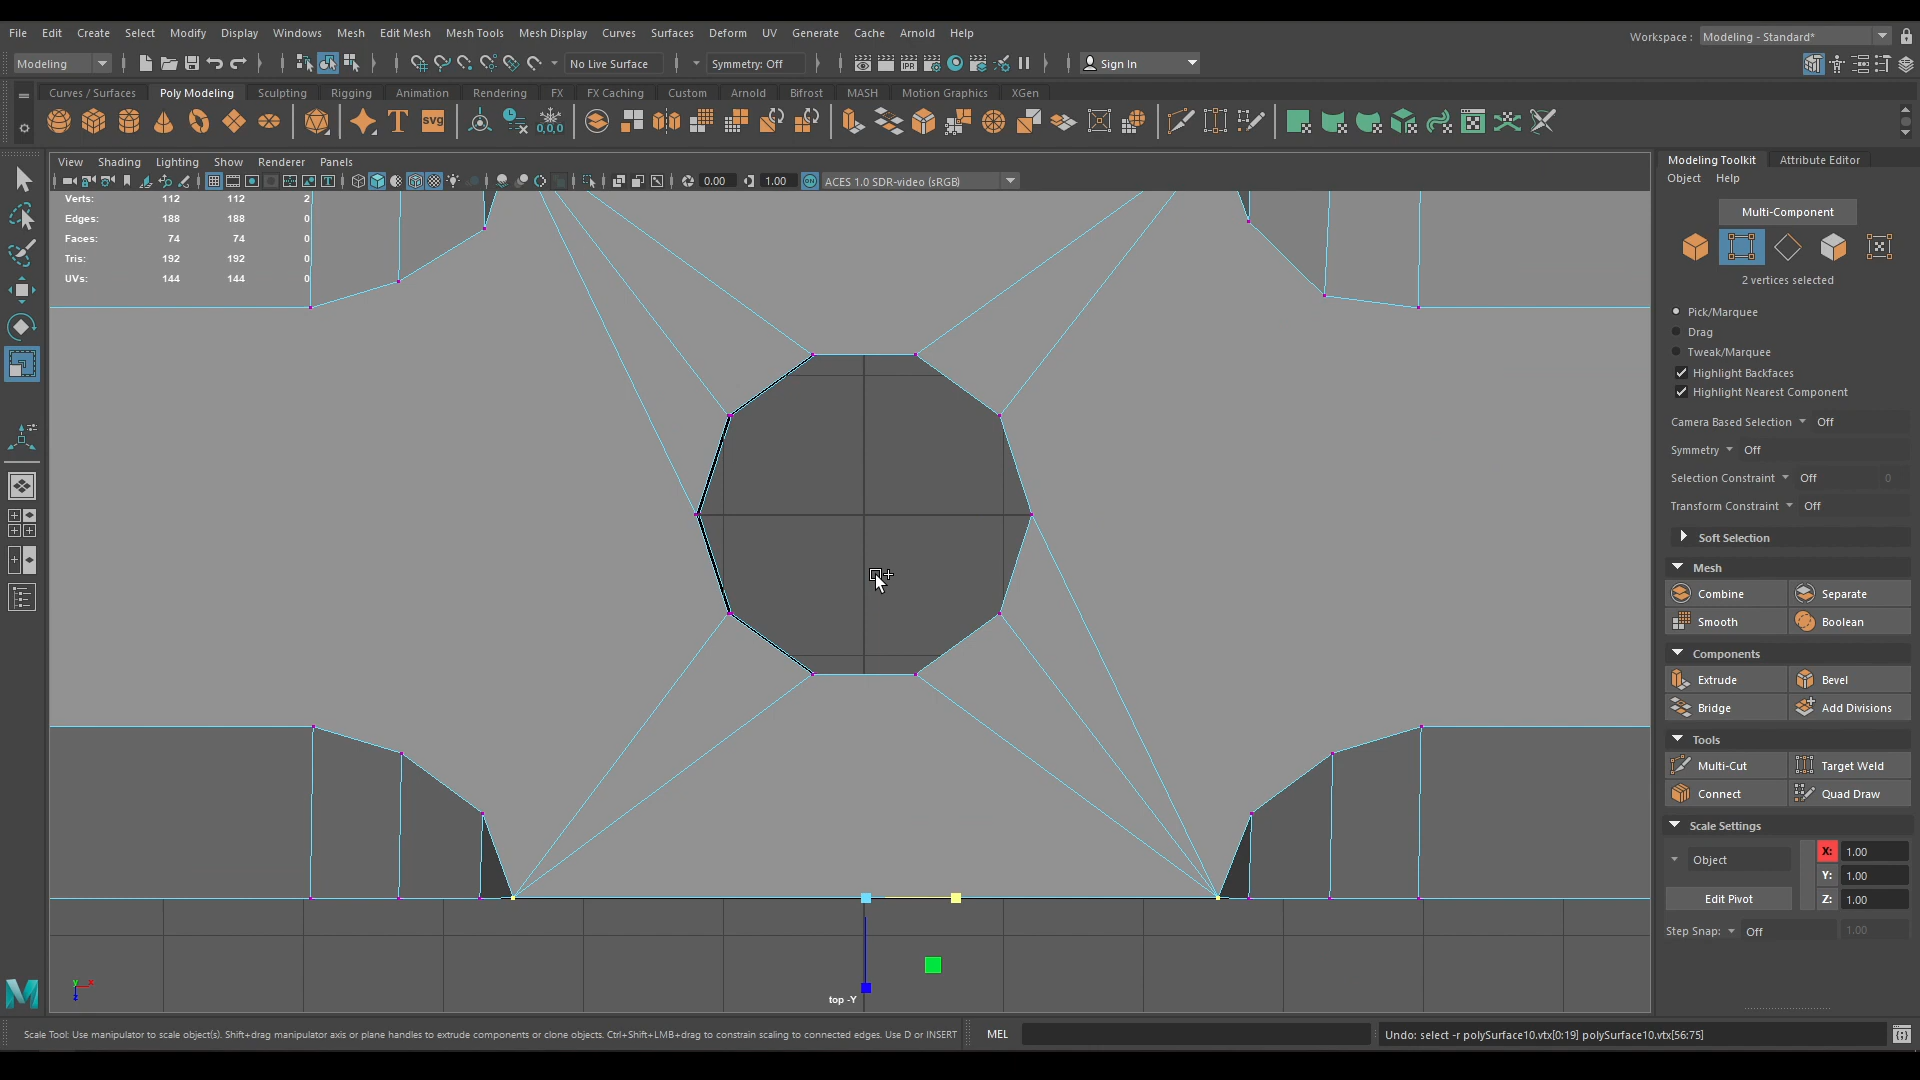 File Edit Create Select Modify Display Windows Mesh Edit Mesh Mesh Tools Mesh Display Curves Surfaces Deform UV Generate Cache Arnold Help
Workspace : Modeling - Standard*
Modeling No Live Surface Symmetry: Off Sign In
Curves / Surfaces Poly Modeling Sculpting Rigging Animation Rendering FX FX Caching Custom Arnold Bifrost MASH Motion Graphics XGen
View Shading Lighting Show Renderer Panels
0.00 1.00 ACES 1.0 SDR-video (sRGB)
Verts: 112 112 2
Edges: 188 188 0
Faces: 74 74 0
Tris: 192 192 0
UVs: 144 144 0
top -Y
Modeling Toolkit Attribute Editor
Object Help
Multi-Component
2 vertices selected
Pick/Marquee
Drag
Tweak/Marquee
Highlight Backfaces
Highlight Nearest Component
Camera Based Selection Off
Symmetry Off
Selection Constraint Off 0
Transform Constraint Off
Soft Selection
Mesh
Combine Separate
Smooth Boolean
Components
Extrude Bevel
Bridge Add Divisions
Tools
Multi-Cut Target Weld
Connect Quad Draw
Scale Settings
Object X: 1.00
Y: 1.00
Edit Pivot Z: 1.00
Step Snap: Off 1.00
Scale Tool: Use manipulator to scale object(s). Shift+drag manipulator axis or plane handles to extrude components or clone objects. Ctrl+Shift+LMB+drag to constrain scaling to connected edges. Use D or INSERT
MEL
Undo: select -r polySurface10.vtx[0:19] polySurface10.vtx[56:75]